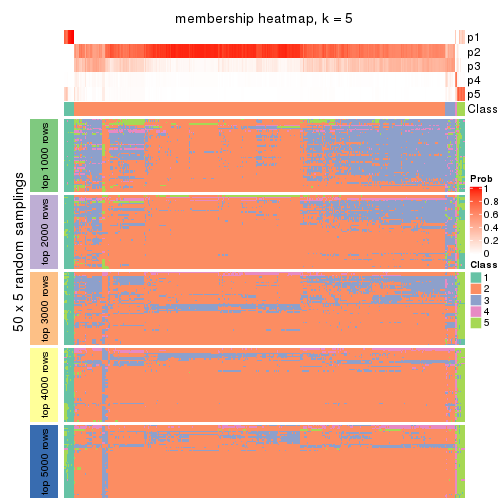 membership heatmap, k = 5
p1
p2
p3
p4
p5
Class
50 x 5 random samplings
top 1000 rows
top 2000 rows
top 3000 rows
top 4000 rows
top 5000 rows
Prob
1
0.8
0.6
0.4
0.2
0
Class
1
2
3
4
5